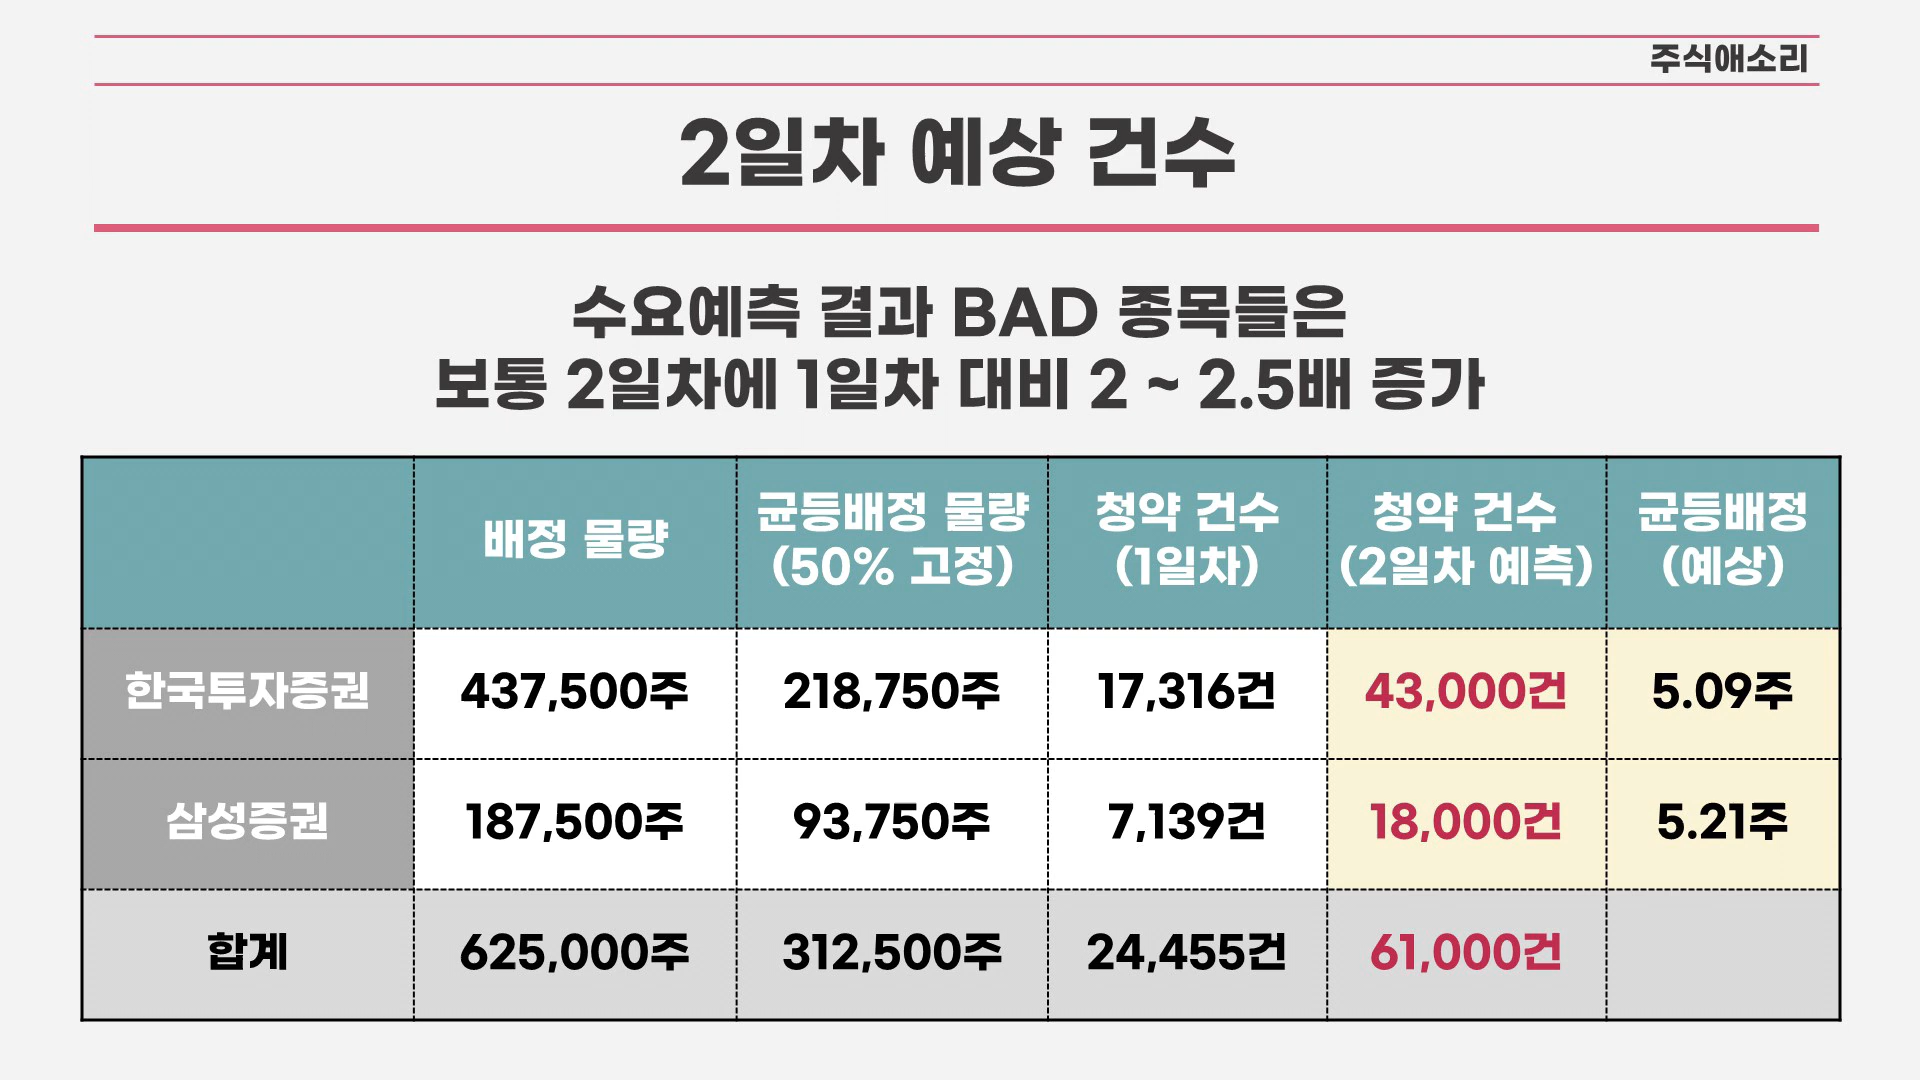 주식애소리
2일차 예상 건수
수요예측 결과 BAD 종목들은
보통 2일차에 1일차 대비 2 ~ 2.5배 증가
배정 물량 균등배정 물량 (50% 고정) 청약 건수 (1일차) 청약 건수 (2일차 예측) 균등배정 (예상)
한국투자증권 437,500주 218,750주 17,316건 43,000건 5.09주
삼성증권 187,500주 93,750주 7,139건 18,000건 5.21주
합계 625,000주 312,500주 24,455건 61,000건